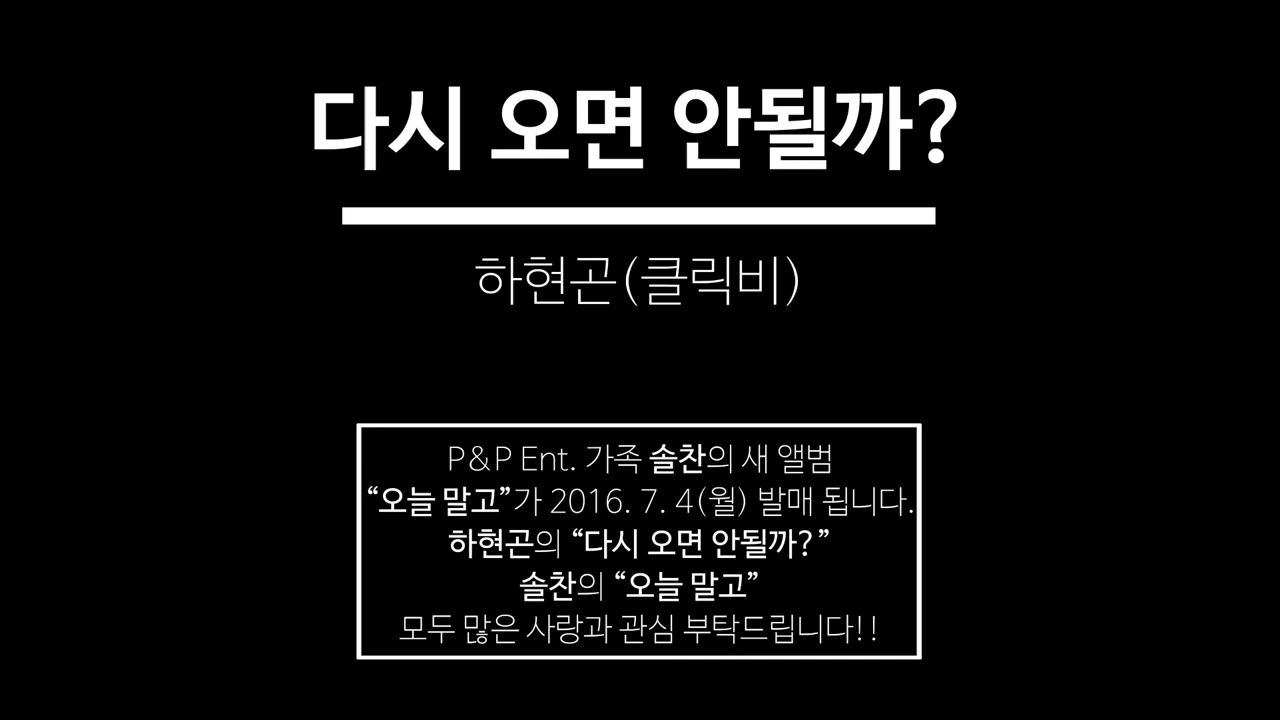 다시 오면 안될까?
하현곤(클릭비)
P&P Ent. 가족 솔찬의 새 앨범
“오늘 말고”가 2016. 7. 4(월) 발매 됩니다.
하현곤의 “다시 오면 안될까?”
솔찬의 “오늘 말고”
모두 많은 사랑과 관심 부탁드립니다!!